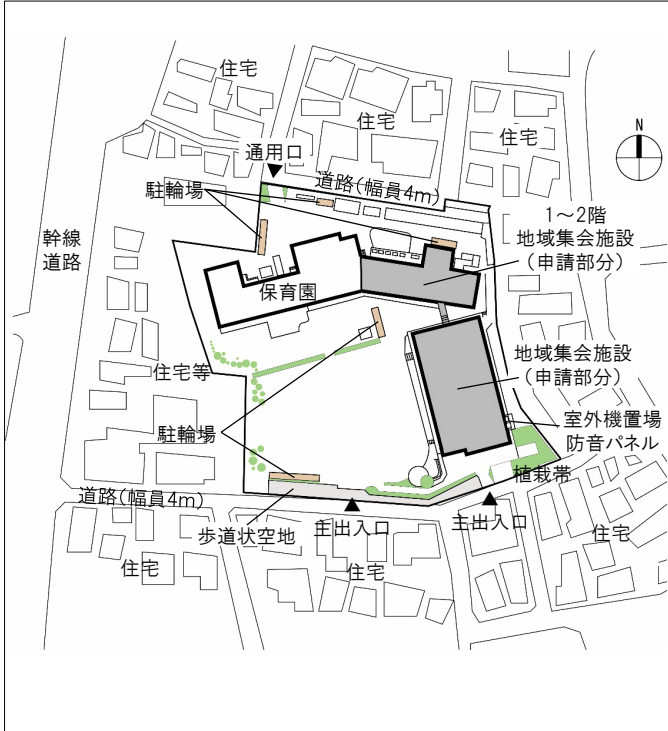 住宅
住宅
住宅
N
通用口
道路(幅員4m)
駐輪場
1～2階
地域集会施設
(申請部分)
幹線
道路
保育園
地域集会施設
(申請部分)
住宅等
室外機置場
防音パネル
駐輪場
植栽帯
道路(幅員4m)
歩道状空地
主出入口
主出入口
住宅
住宅
住宅